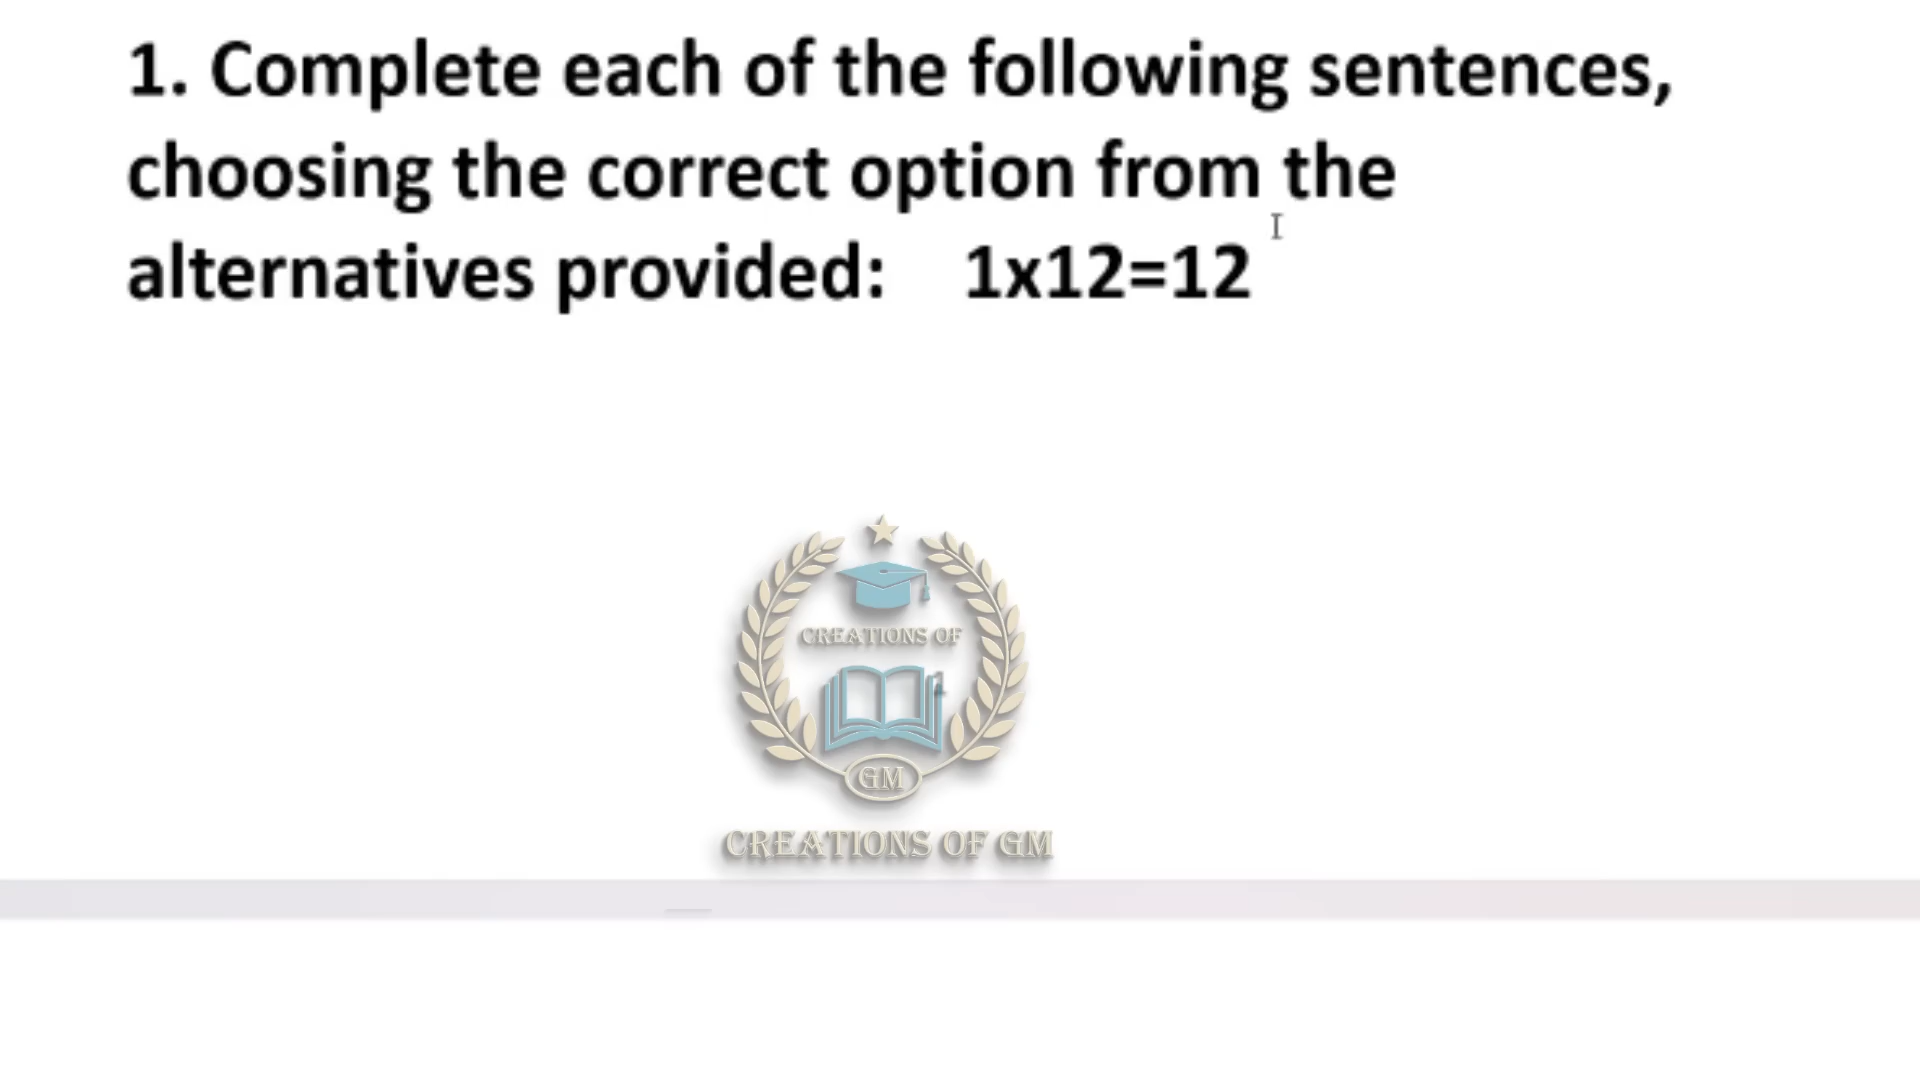 1. Complete each of the following sentences,
choosing the correct option from the
alternatives provided: 1x12=12
CREATIONS OF
GM
CREATIONS OF GM